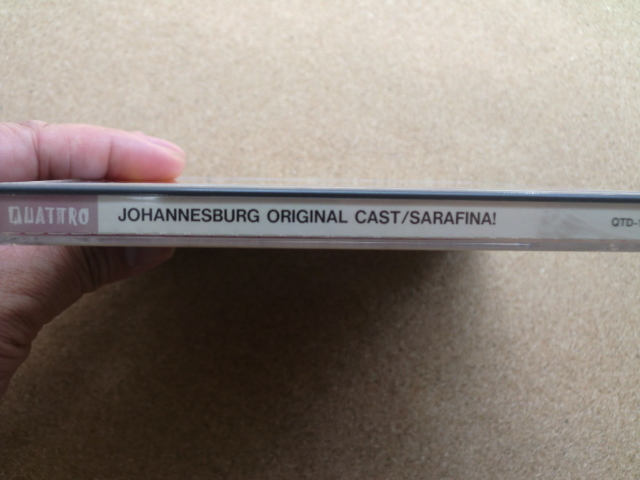 QUATTRO JOHANNESBURG ORIGINAL CAST/SARAFINA! QTD-